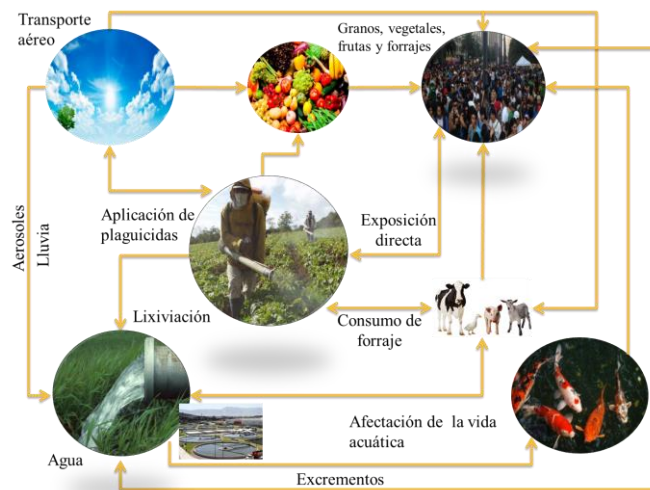 Transporte
aéreo
Granos, vegetales,
frutas y forrajes
Aplicación de
plaguicidas
Exposición
directa
Aerosoles
Lluvia
Lixiviación
Consumo de
forraje
Afectación de la vida
acuática
Agua
Excrementos